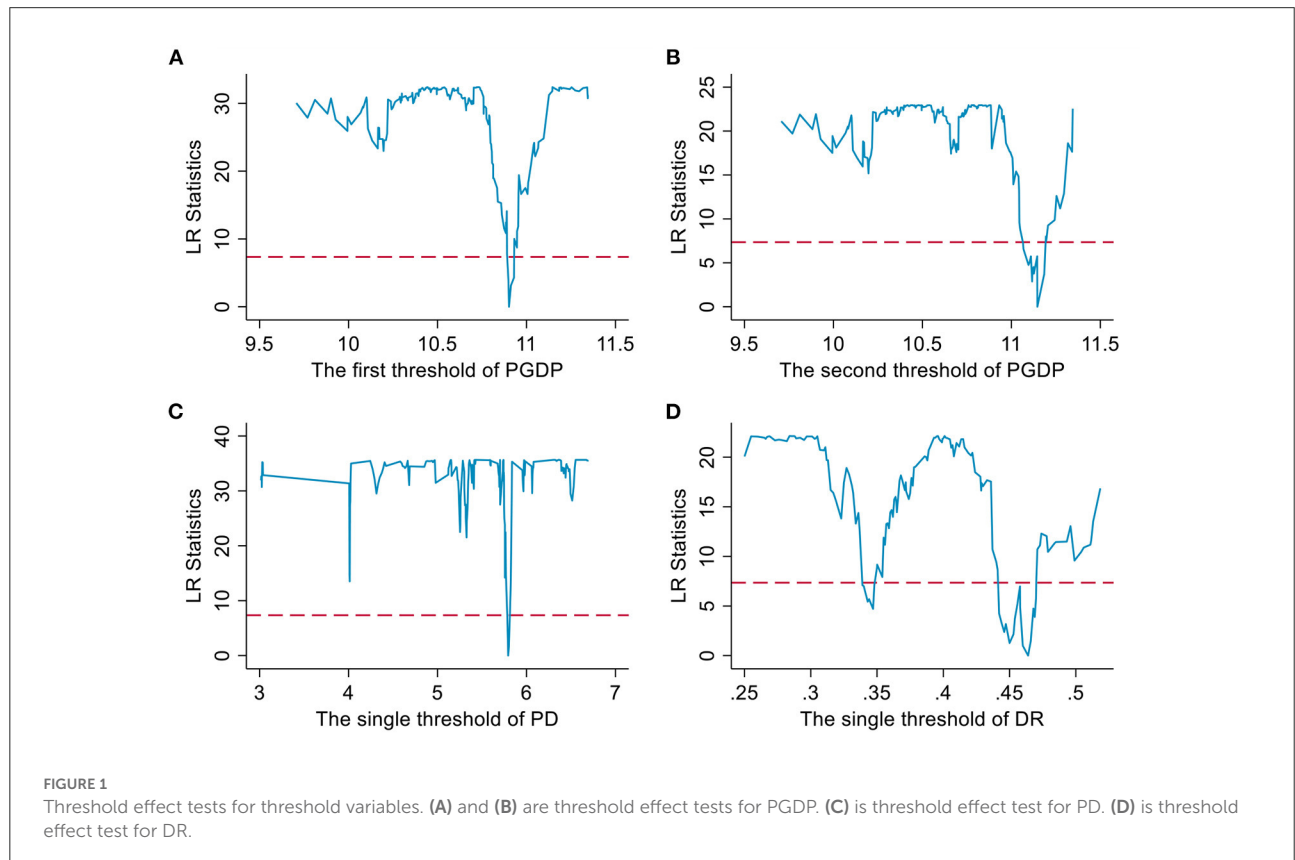 A
LR Statistics
30
20
10
0
9.5 10 10.5 11 11.5
The first threshold of PGDP
B
LR Statistics
25
20
15
10
5
0
9.5 10 10.5 11 11.5
The second threshold of PGDP
C
LR Statistics
40
30
20
10
0
3 4 5 6 7
The single threshold of PD
D
LR Statistics
20
15
10
5
0
.25 .3 .35 .4 .45 .5
The single threshold of DR
FIGURE 1
Threshold effect tests for threshold variables. (A) and (B) are threshold effect tests for PGDP. (C) is threshold effect test for PD. (D) is threshold
effect test for DR.